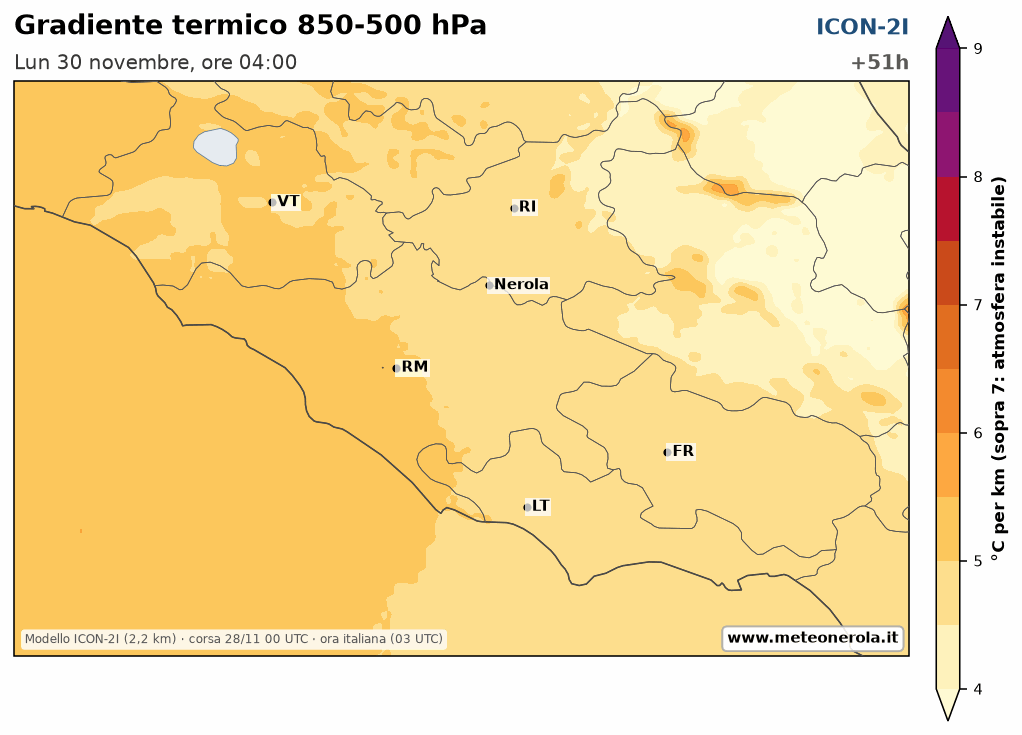 Gradiente termico 850-500 hPa
ICON-2I
Lun 30 novembre, ore 04:00
+51h
VT
RI
Nerola
RM
FR
LT
Modello ICON-2I (2,2 km) · corsa 28/11 00 UTC · ora italiana (03 UTC)
www.meteonerola.it
9
8
7
6
5
4
°C per km (sopra 7: atmosfera instabile)